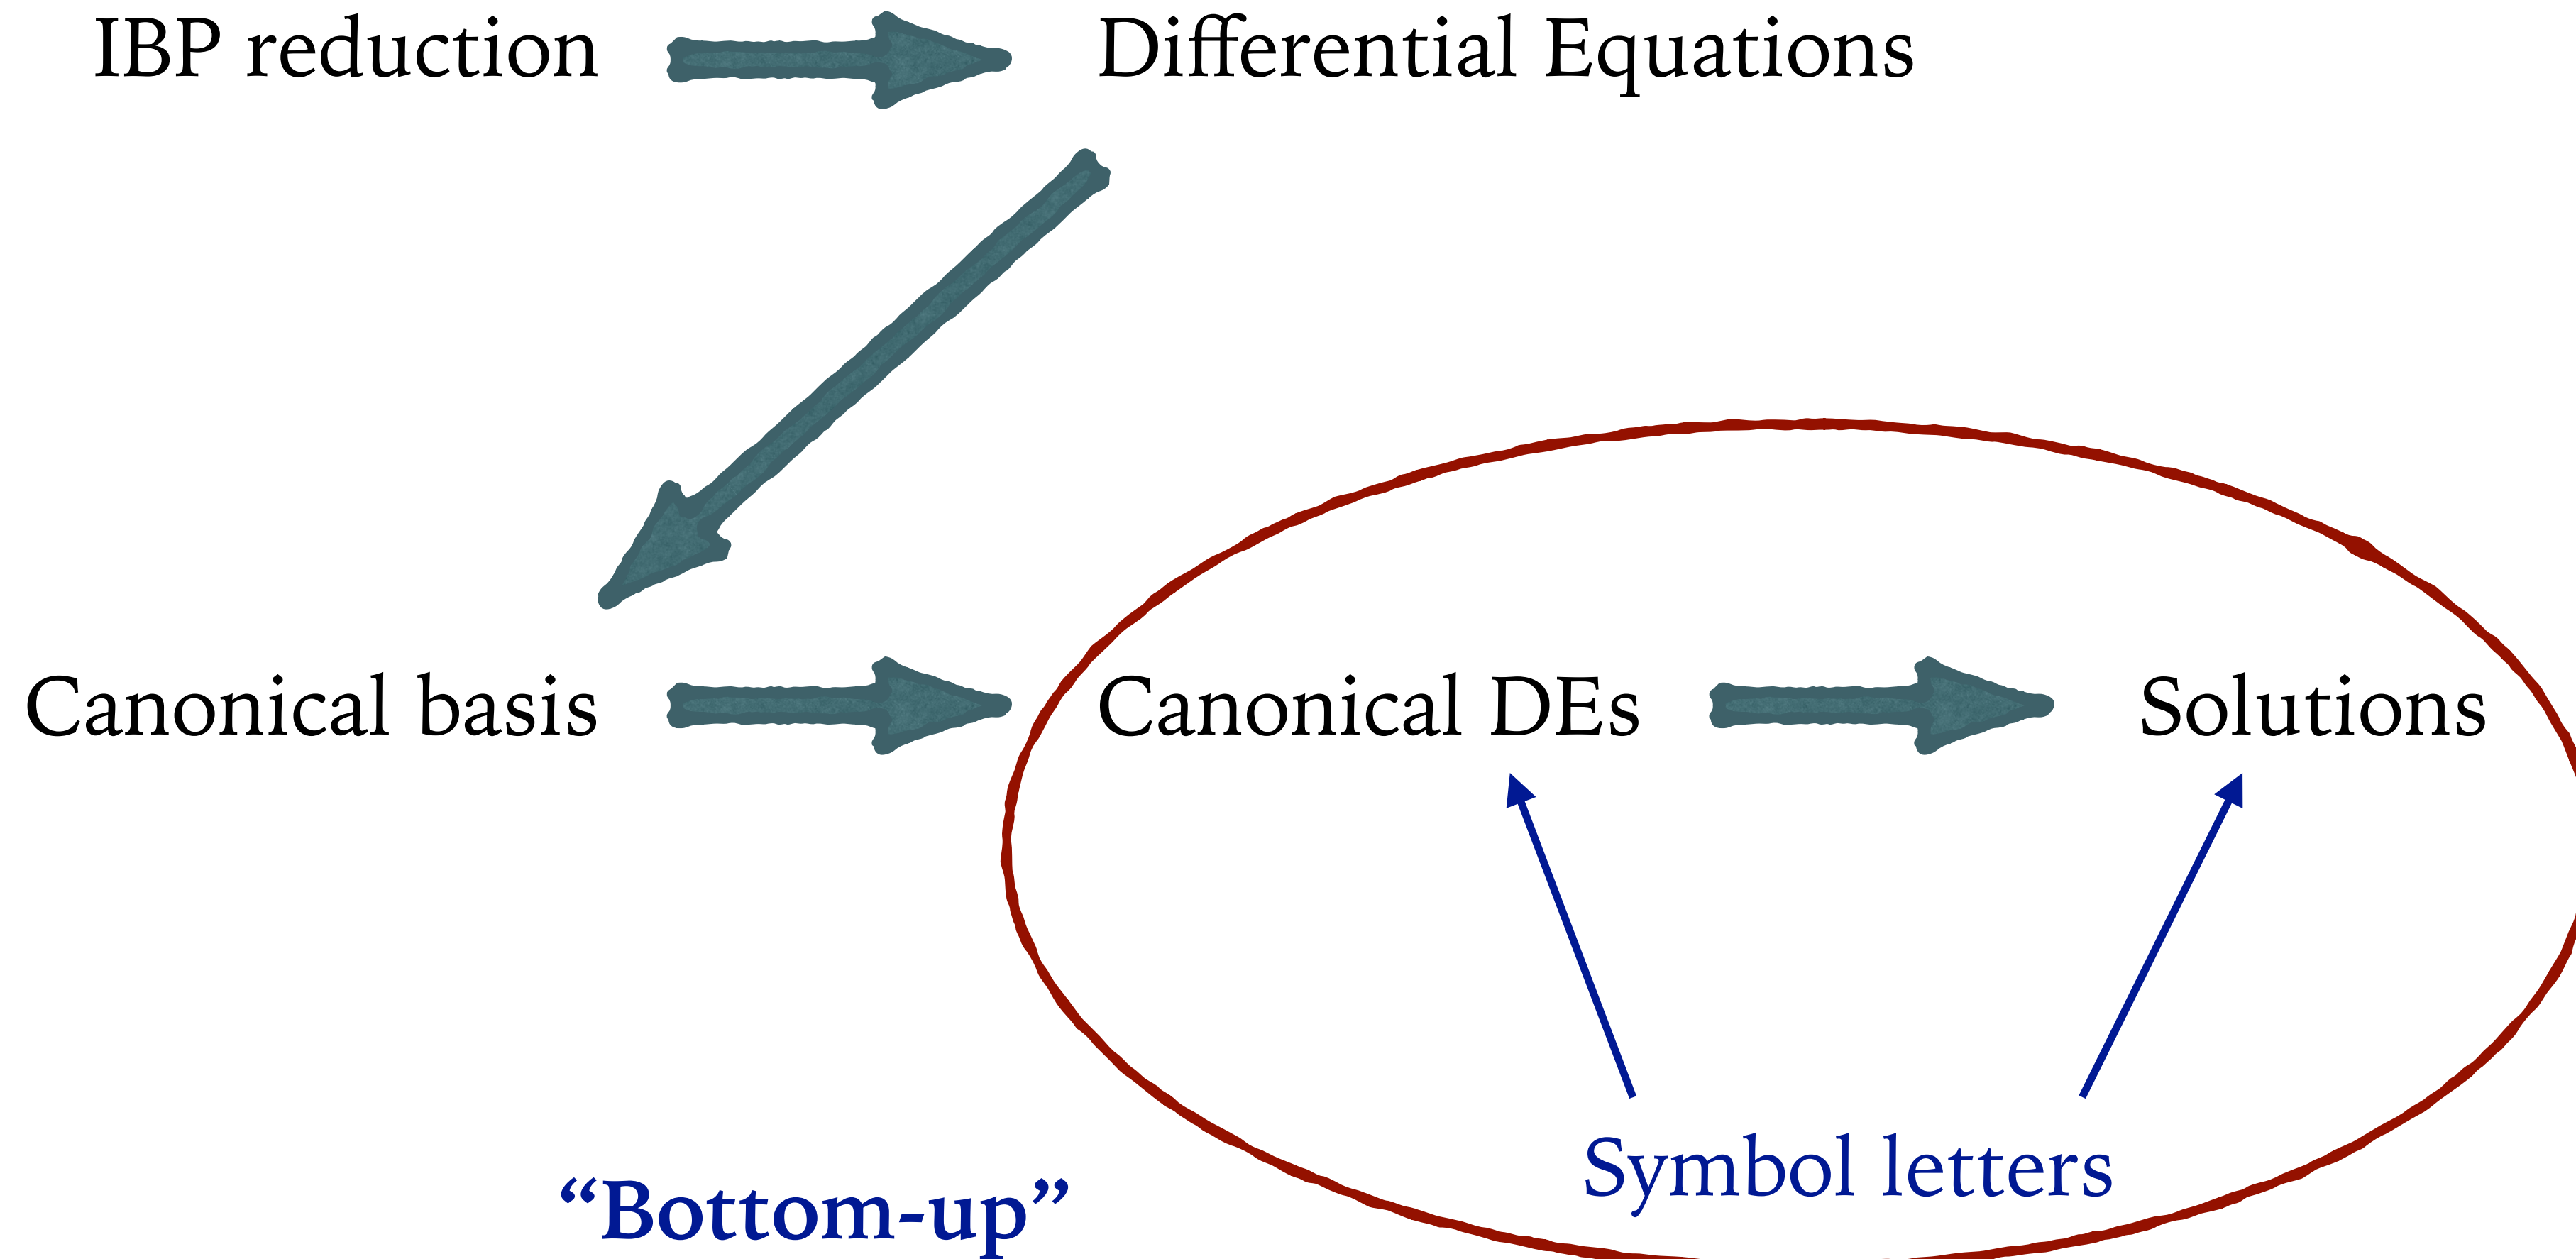 IBP reduction
Differential Equations
Canonical basis
Canonical DEs
Solutions
Symbol letters
“Bottom-up”